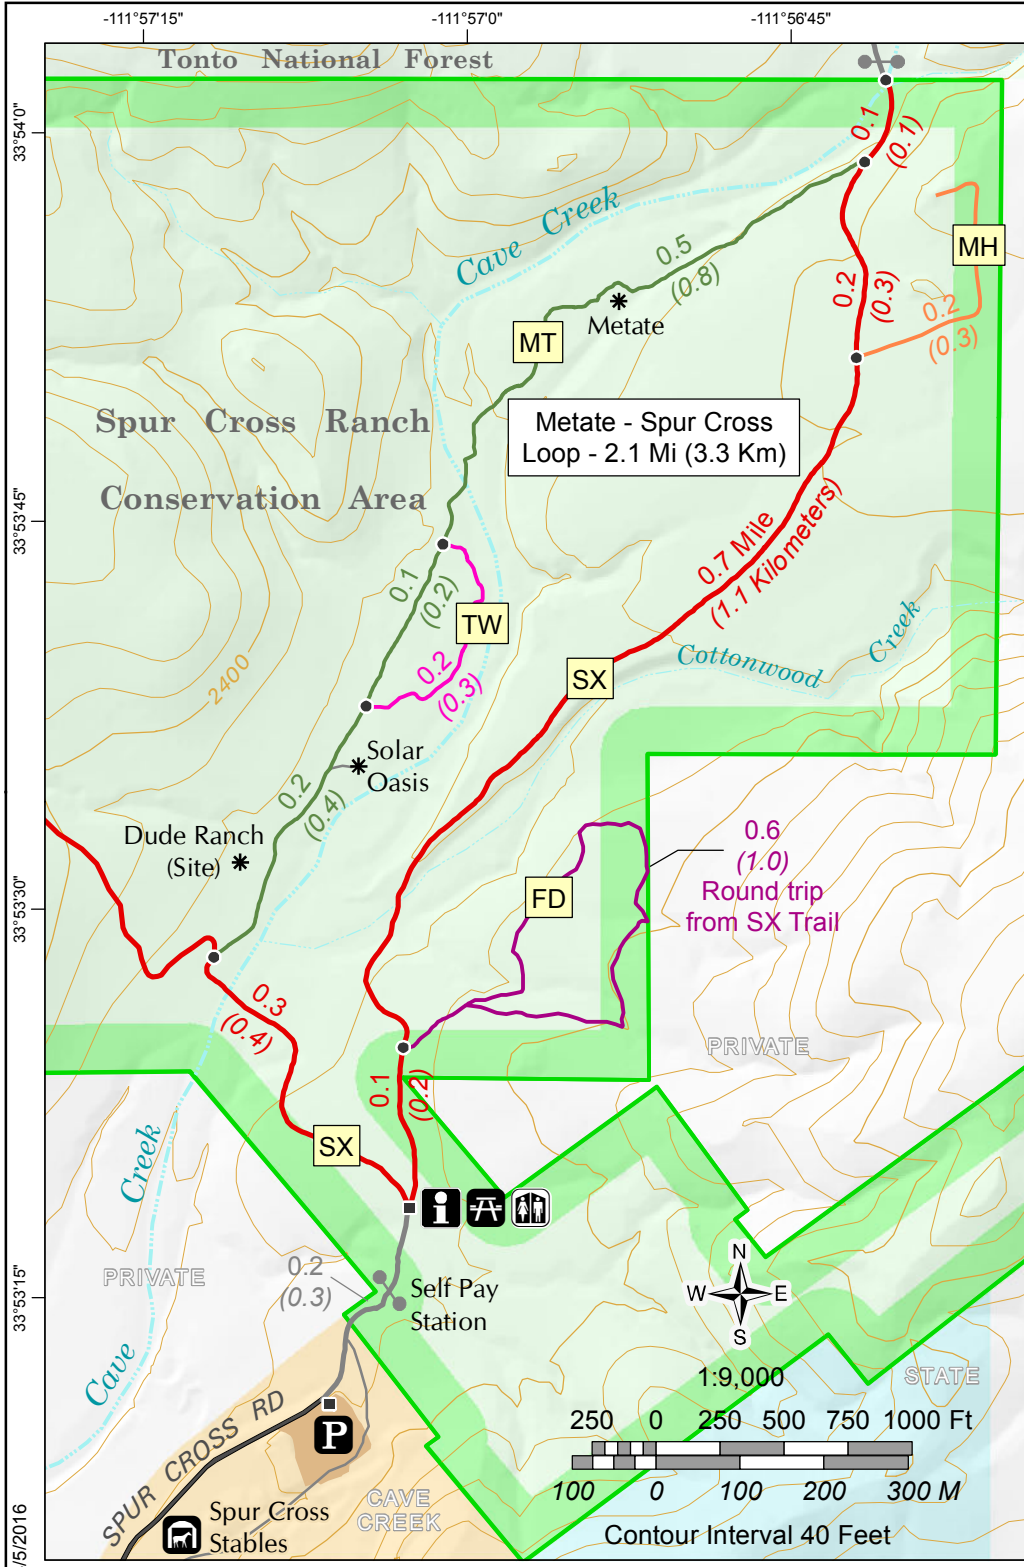 -111°57'15"
-111°57'0"
-111°56'45"
Tonto National Forest
33°54'0"
0.1
(0.1)
Cave Creek
MH
0.5
(0.8)
0.2
(0.3)
0.2
(0.3)
Metate
MT
Spur Cross Ranch
Conservation Area
Metate - Spur Cross
Loop - 2.1 Mi (3.3 Km)
33°53'45"
0.7 Mile
(1.1 Kilometers)
0.1
(0.2)
TW
0.2
(0.3)
Cottonwood Creek
SX
2400
Solar
Oasis
0.2
(0.4)
Dude Ranch
(Site)
0.6
(1.0)
Round trip
from SX Trail
FD
33°53'30"
0.3
(0.4)
PRIVATE
0.1
(0.2)
SX
Cave Creek
PRIVATE
0.2
(0.3)
Self Pay
Station
33°53'15"
N
W
E
S
1:9,000
STATE
250 0 250 500 750 1000 Ft
100 0 100 200 300 M
Contour Interval 40 Feet
SPUR CROSS RD
P
CAVE
CREEK
Spur Cross
Stables
/5/2016